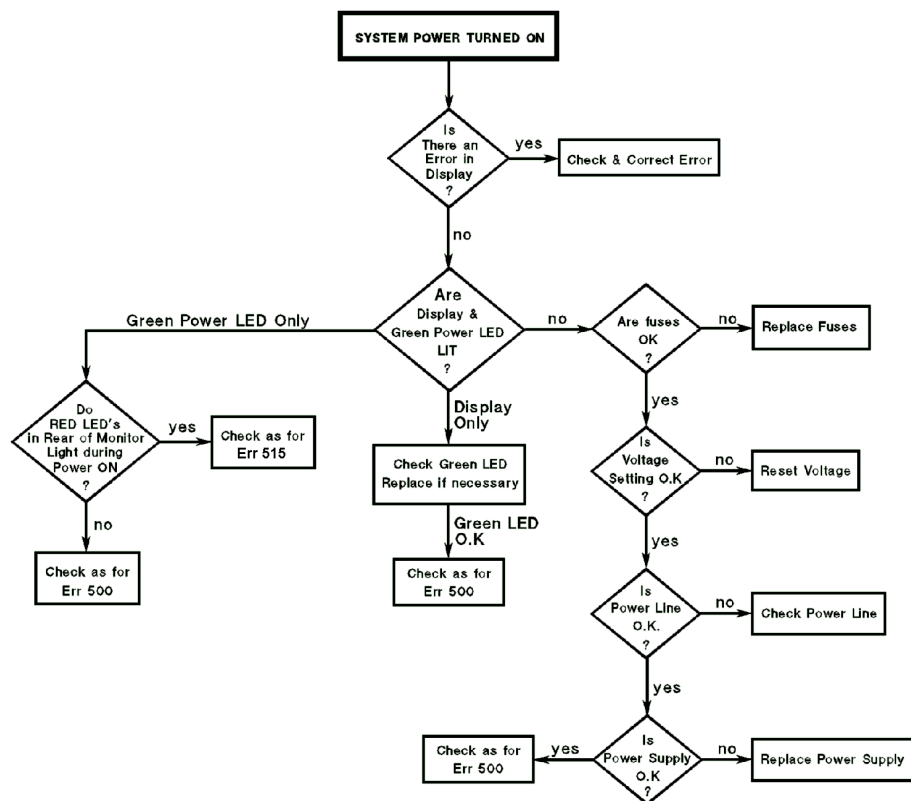 SYSTEM POWER TURNED ON
Is
There an
Error in
Display
?
yes
Check & Correct Error
no
Are
Display &
Green Power LED
LIT
?
Green Power LED Only
no
Are fuses
OK
?
no
Replace Fuses
Do
RED LED's
in Rear of Monitor
Light during
Power ON
?
yes
Check as for
Err 515
Display
Only
yes
Check Green LED
Replace if necessary
Is
Voltage
Setting O.K
?
no
Reset Voltage
no
Green LED
O.K
yes
Check as for
Err 500
Check as for
Err 500
Is
Power Line
O.K.
?
no
Check Power Line
yes
Check as for
Err 500
yes
Is
Power Supply
O.K
?
no
Replace Power Supply